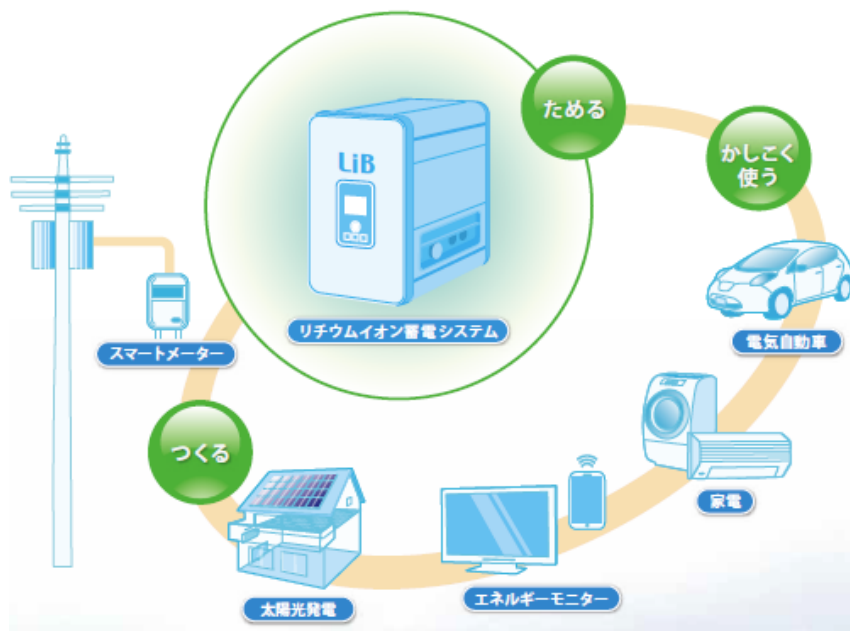 ためる
かしこく
使う
LiB
リチウムイオン蓄電システム
スマートメーター
電気自動車
つくる
家電
エネルギーモニター
太陽光発電